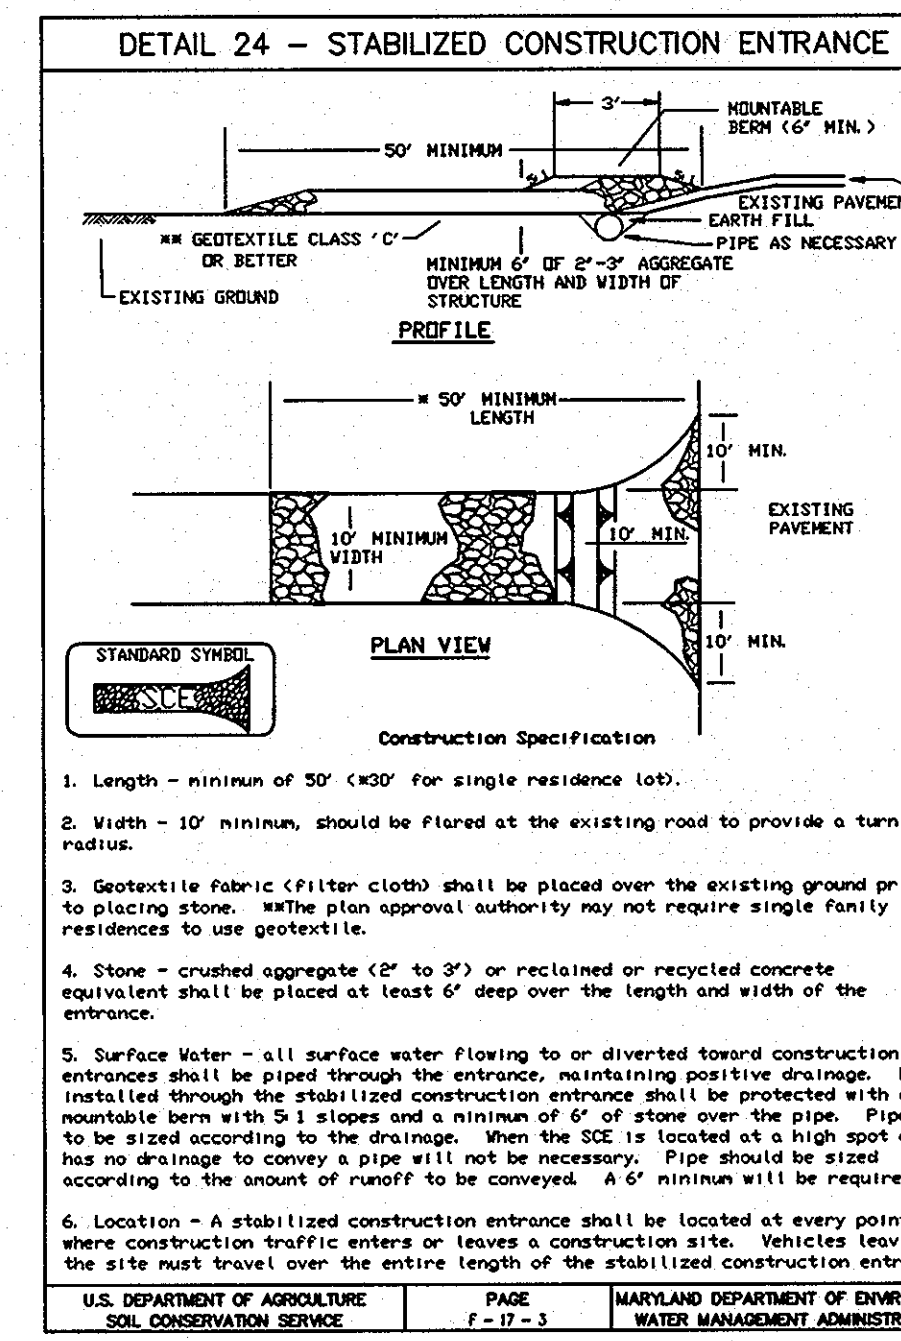 DETAIL 24 - STABILIZED CONSTRUCTION ENTRANCE
3'
MOUNTABLE
BERM (6" MIN.)
50' MINIMUM
5:1
5:1
EXISTING PAVEMEN
EARTH FILL
** GEOTEXTILE CLASS 'C'
OR BETTER
PIPE AS NECESSARY
MINIMUM 6" OF 2"-3" AGGREGATE
OVER LENGTH AND WIDTH OF
STRUCTURE
EXISTING GROUND
PROFILE
* 50' MINIMUM
LENGTH
10' MIN.
EXISTING
PAVEMENT
10' MINIMUM
WIDTH
10' MIN.
10' MIN.
PLAN VIEW
STANDARD SYMBOL
SCE
Construction Specification
1. Length - minimum of 50' (*30' for single residence lot).
2. Width - 10' minimum, should be flared at the existing road to provide a turn
radius.
3. Geotextile fabric (filter cloth) shall be placed over the existing ground pr
to placing stone. **The plan approval authority may not require single family
residences to use geotextile.
4. Stone - crushed aggregate (2" to 3") or reclaimed or recycled concrete
equivalent shall be placed at least 6" deep over the length and width of the
entrance.
5. Surface Water - all surface water flowing to or diverted toward construction
entrances shall be piped through the entrance, maintaining positive drainage.
installed through the stabilized construction entrance shall be protected with
mountable berm with 5:1 slopes and a minimum of 6" of stone over the pipe. Pip
to be sized according to the drainage. When the SCE is located at a high spot
has no drainage to convey a pipe will not be necessary. Pipe should be sized
according to the amount of runoff to be conveyed. A 6" minimum will be require
6. Location - A stabilized construction entrance shall be located at every poin
where construction traffic enters or leaves a construction site. Vehicles leav
the site must travel over the entire length of the stabilized construction entr
U.S. DEPARTMENT OF AGRICULTURE
SOIL CONSERVATION SERVICE
PAGE
F - 17 - 3
MARYLAND DEPARTMENT OF ENVIR
WATER MANAGEMENT ADMINISTR